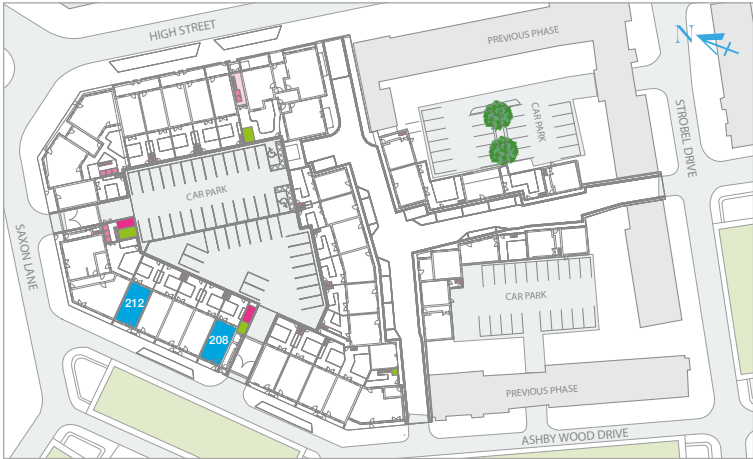 HIGH STREET
PREVIOUS PHASE
N
CAR PARK
STROBEL DRIVE
CAR PARK
SAXON LANE
212
CAR PARK
208
PREVIOUS PHASE
ASHBY WOOD DRIVE